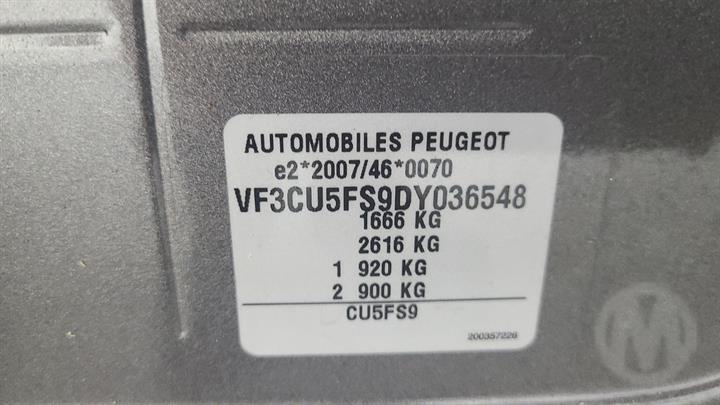 AUTOMOBILES PEUGEOT
e2*2007/46*0070
VF3CU5FS9DY036548
1666 KG
2616 KG
1 920 KG
2 900 KG
CU5FS9
200357226
M